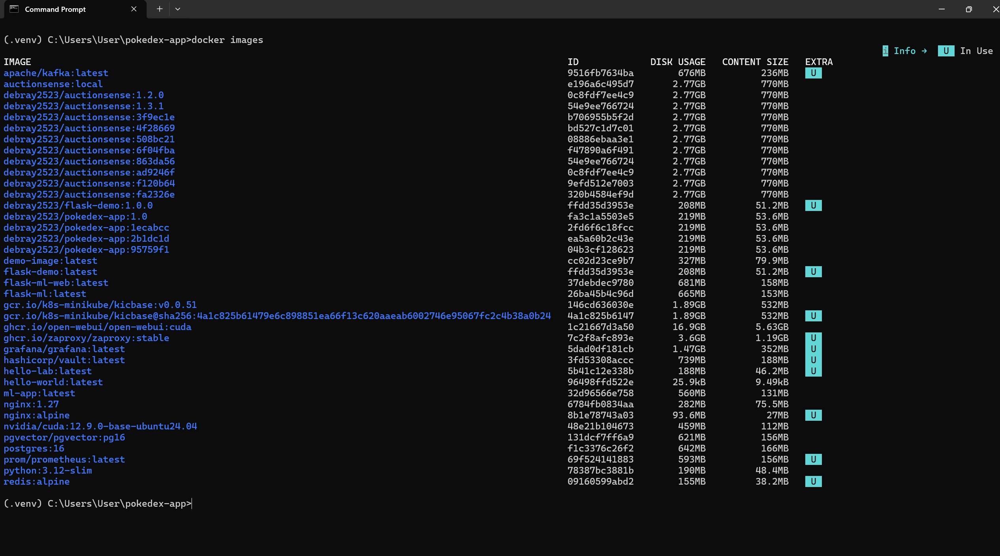 Command Prompt
(.venv) C:\Users\User\pokedex-app>docker images
i Info → U In Use
IMAGE ID DISK USAGE CONTENT SIZE EXTRA
apache/kafka:latest 9516fb7634ba 676MB 236MB U
auctionsense:local e196a6c495d7 2.77GB 770MB
debray2523/auctionsense:1.2.0 0c8fdf7ee4c9 2.77GB 770MB
debray2523/auctionsense:1.3.1 54e9ee766724 2.77GB 770MB
debray2523/auctionsense:3f9ec1e b706955b5f2d 2.77GB 770MB
debray2523/auctionsense:4f28669 bd527c1d7c01 2.77GB 770MB
debray2523/auctionsense:508bc21 08886ebaa3e1 2.77GB 770MB
debray2523/auctionsense:6f04fba f47890a6f491 2.77GB 770MB
debray2523/auctionsense:863da56 54e9ee766724 2.77GB 770MB
debray2523/auctionsense:ad9246f 0c8fdf7ee4c9 2.77GB 770MB
debray2523/auctionsense:f120b64 9efd512e7003 2.77GB 770MB
debray2523/auctionsense:fa2326e 320b4584ef9d 2.77GB 770MB
debray2523/flask-demo:1.0.0 ffdd35d3953e 208MB 51.2MB U
debray2523/pokedex-app:1.0 fa3c1a5503e5 219MB 53.6MB
debray2523/pokedex-app:1ecabcc 2fd6f6c18fcc 219MB 53.6MB
debray2523/pokedex-app:2b1dc1d ea5a60b2c43e 219MB 53.6MB
debray2523/pokedex-app:95759f1 04b3cf128623 219MB 53.6MB
demo-image:latest cc02d23ce9b7 327MB 79.9MB
flask-demo:latest ffdd35d3953e 208MB 51.2MB U
flask-ml-web:latest 37debdec9780 681MB 158MB
flask-ml:latest 26ba45b4c96d 665MB 153MB
gcr.io/k8s-minikube/kicbase:v0.0.51 146cd636030e 1.89GB 532MB
gcr.io/k8s-minikube/kicbase@sha256:4a1c825b61479e6c898851ea66f13c620aaeab6002746e95067fc2c4b38a0b24 4a1c825b6147 1.89GB 532MB U
ghcr.io/open-webui/open-webui:cuda 1c21667d3a50 16.9GB 5.63GB
ghcr.io/zaproxy/zaproxy:stable 7c2f8afc893e 3.6GB 1.19GB U
grafana/grafana:latest 5dad0df181cb 1.47GB 352MB U
hashicorp/vault:latest 3fd53308accc 739MB 188MB U
hello-lab:latest 5b41c12e338b 188MB 46.2MB U
hello-world:latest 96498ffd522e 25.9kB 9.49kB
ml-app:latest 32d96566e758 560MB 131MB
nginx:1.27 6784fb0834aa 282MB 75.5MB
nginx:alpine 8b1e78743a03 93.6MB 27MB U
nvidia/cuda:12.9.0-base-ubuntu24.04 48e21b104673 459MB 112MB
pgvector/pgvector:pg16 131dcf7ff6a9 621MB 156MB
postgres:16 f1c3376c26f2 642MB 166MB
prom/prometheus:latest 69f524141883 593MB 156MB U
python:3.12-slim 78387bc3881b 190MB 48.4MB
redis:alpine 09160599abd2 155MB 38.2MB U
(.venv) C:\Users\User\pokedex-app>